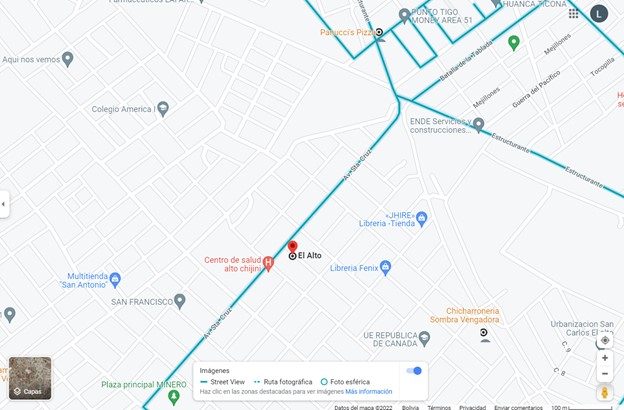 PUNTO TIGO
MONEY AREA 51
HUANCA TICONA
L
Panucci's Pizza
Batalla de la Tablada
Mejillones
Tocopilla
Guerra del Pacífico
Mejillones
Aqui nos vemos
Colegio America I
ENDE Servicios y
construcciones...
Estructurante
Estructurante
Av. Sta. Cruz
«JHIRE»
Libreria -Tienda
El Alto
Centro de salud
alto chijini
Libreria Fenix
Multitienda
"San Antonio"
SAN FRANCISCO
Av. Sta. Cruz
Chicharroneria
Sombra Vengadora
UE REPUBLICA
DE CANADA
Urbanizacion San
Carlos El alto
C. 9
C. 8
Capas
Plaza principal MINERO
Imágenes
Street View
Ruta fotográfica
Foto esférica
Haz clic en las zonas destacadas para ver imágenes Más información
Datos del mapa ©2022 Bolivia Términos Privacidad Enviar comentarios 100 m